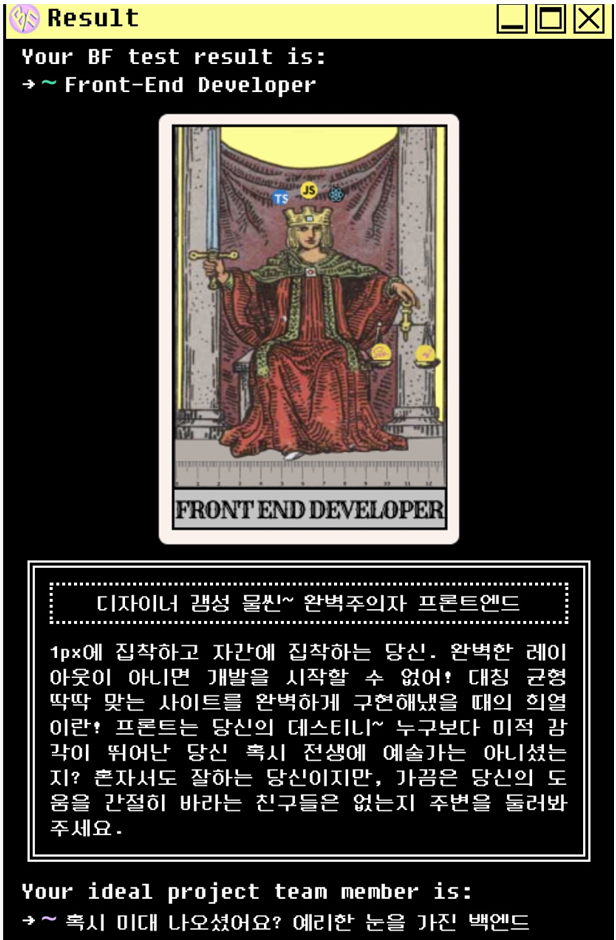 Result
Your BF test result is:
→ ~ Front-End Developer
TS JS
FRONT END DEVELOPER
디자이너 갬성 물씬~ 완벽주의자 프론트엔드
1px에 집착하고 자간에 집착하는 당신. 완벽한 레이
아웃이 아니면 개발을 시작할 수 없어! 대칭 균형
딱딱 맞는 사이트를 완벽하게 구현해냈을 때의 희열
이란! 프론트는 당신의 데스티니~ 누구보다 미적 감
각이 뛰어난 당신 혹시 전생에 예술가는 아니셨는
지? 혼자서도 잘하는 당신이지만, 가끔은 당신의 도
움을 간절히 바라는 친구들은 없는지 주변을 둘러봐
주세요.
Your ideal project team member is:
→ ~ 혹시 미대 나오셨어요? 예리한 눈을 가진 백엔드